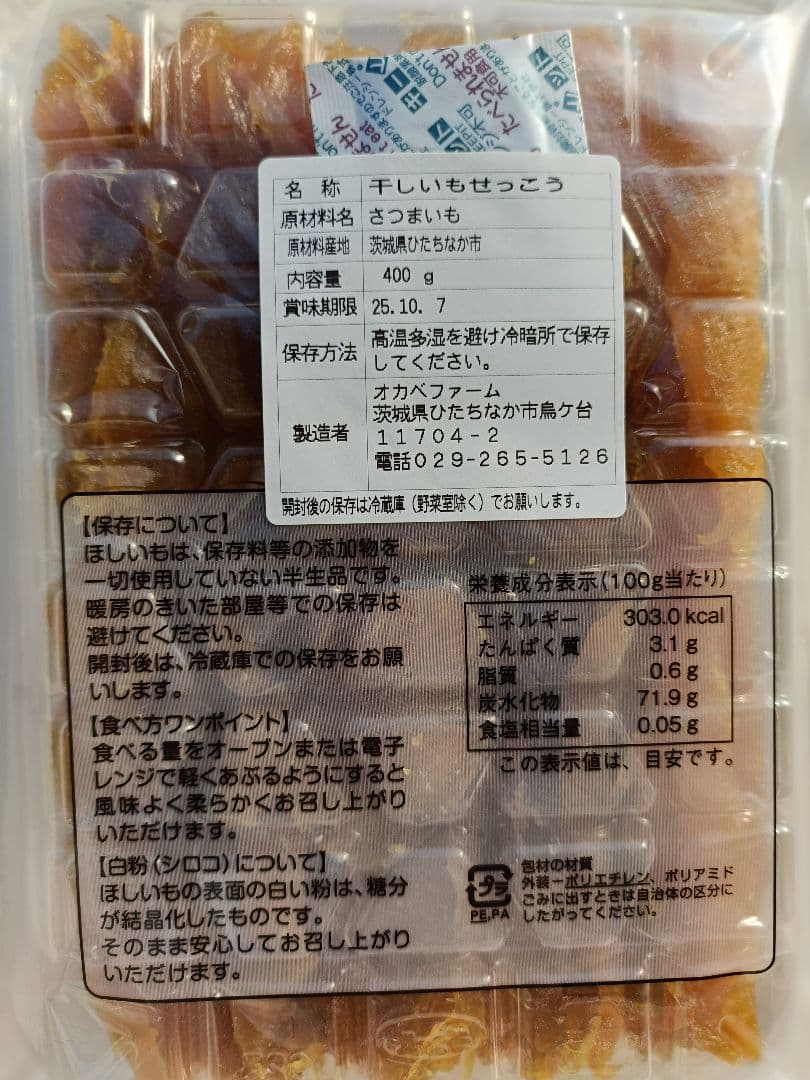 たべられません
不可食用
Don't eat
名　称　干しいもせっこう
原材料名　さつまいも
原材料産地　茨城県ひたちなか市
内容量　400 g
賞味期限　25.10. 7
保存方法　高温多湿を避け冷暗所で保存
してください。
製造者　オカベファーム
茨城県ひたちなか市烏ケ台
11704-2
電話029-265-5126
開封後の保存は冷蔵庫（野菜室除く）でお願いします。
【保存について】
ほしいもは、保存料等の添加物を
一切使用していない半生品です。
暖房のきいた部屋等での保存は
避けてください。
開封後は、冷蔵庫での保存をお願
いします。
【食べ方ワンポイント】
食べる量をオーブンまたは電子
レンジで軽くあぶるようにすると
風味よく柔らかくお召し上がり
いただけます。
【白粉（シロコ）について】
ほしいもの表面の白い粉は、糖分
が結晶化したものです。
そのまま安心してお召し上がり
いただけます。
栄養成分表示（100g当たり）
エネルギー　303.0 kcal
たんぱく質　3.1 g
脂質　0.6 g
炭水化物　71.9 g
食塩相当量　0.05 g
この表示値は、目安です。
プラ
PE,PA
包材の材質
外装－ポリエチレン、ポリアミド
ごみに出すときは自治体の区分に
したがってください。